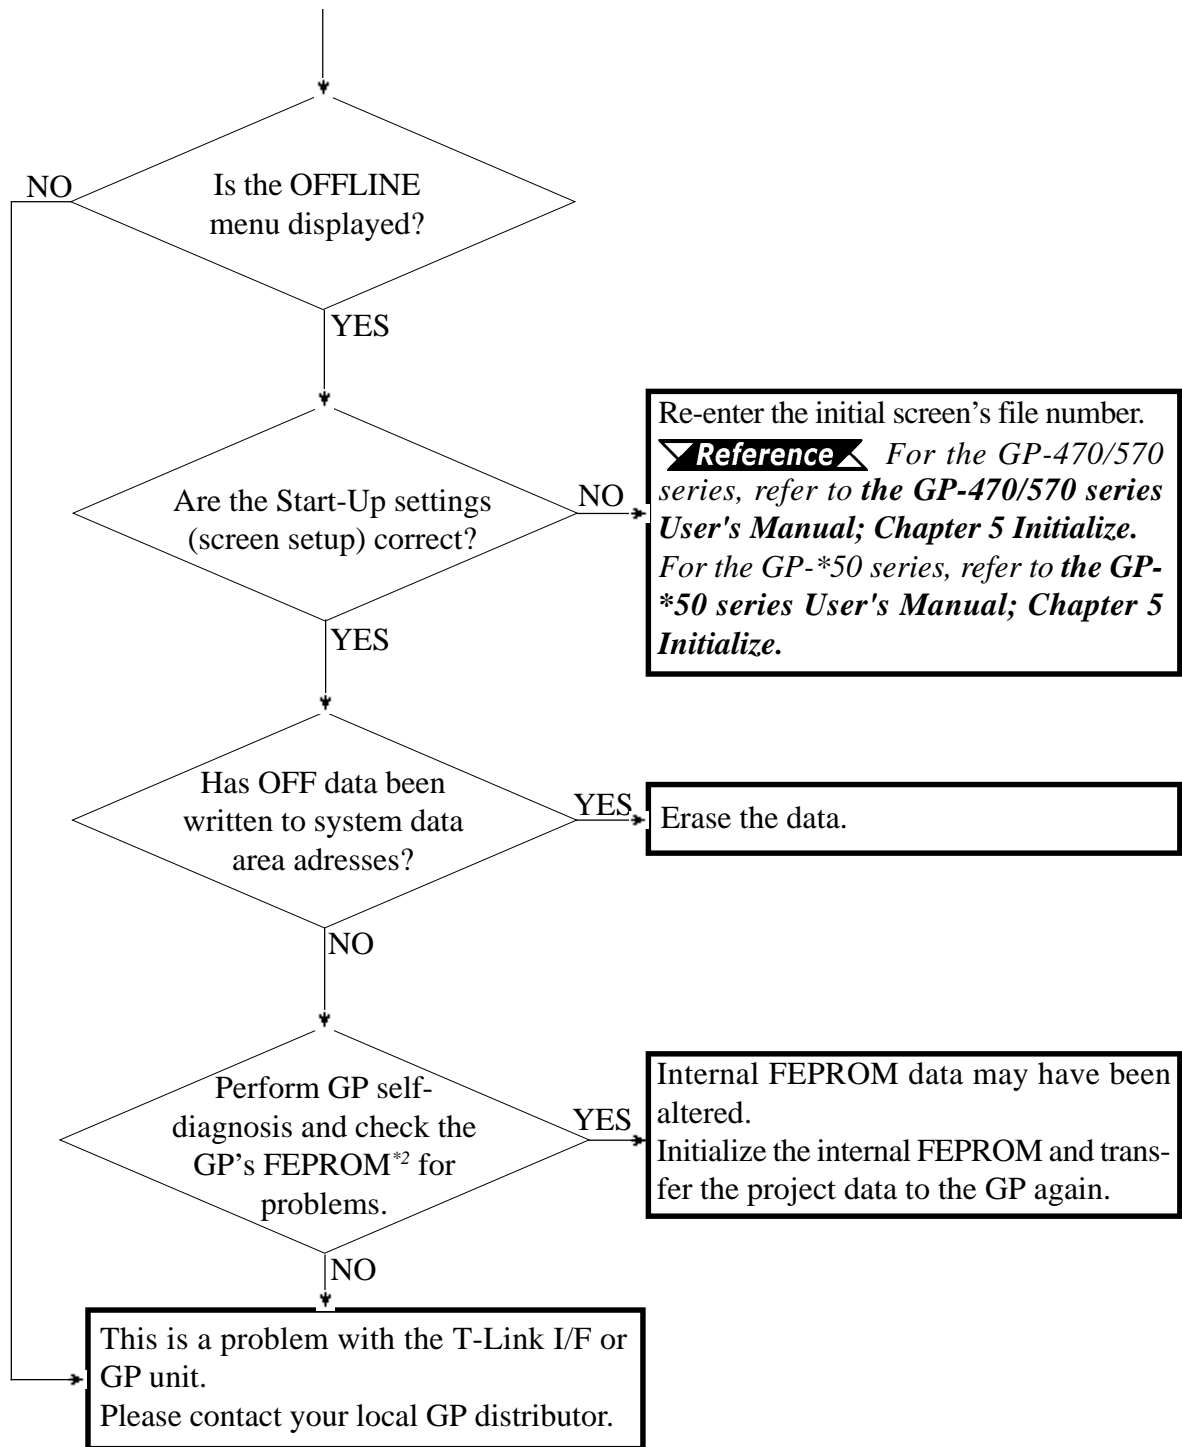 NO
Is the OFFLINE
menu displayed?
YES
Are the Start-Up settings
(screen setup) correct?
NO
Re-enter the initial screen’s file number.
Reference For the GP-470/570
series, refer to the GP-470/570 series
User's Manual; Chapter 5 Initialize.
For the GP-*50 series, refer to the GP-
*50 series User's Manual; Chapter 5
Initialize.
YES
Has OFF data been
written to system data
area adresses?
YES
Erase the data.
NO
Perform GP self-
diagnosis and check the
GP’s FEPROM*2 for
problems.
YES
Internal FEPROM data may have been
altered.
Initialize the internal FEPROM and trans-
fer the project data to the GP again.
NO
This is a problem with the T-Link I/F or
GP unit.
Please contact your local GP distributor.